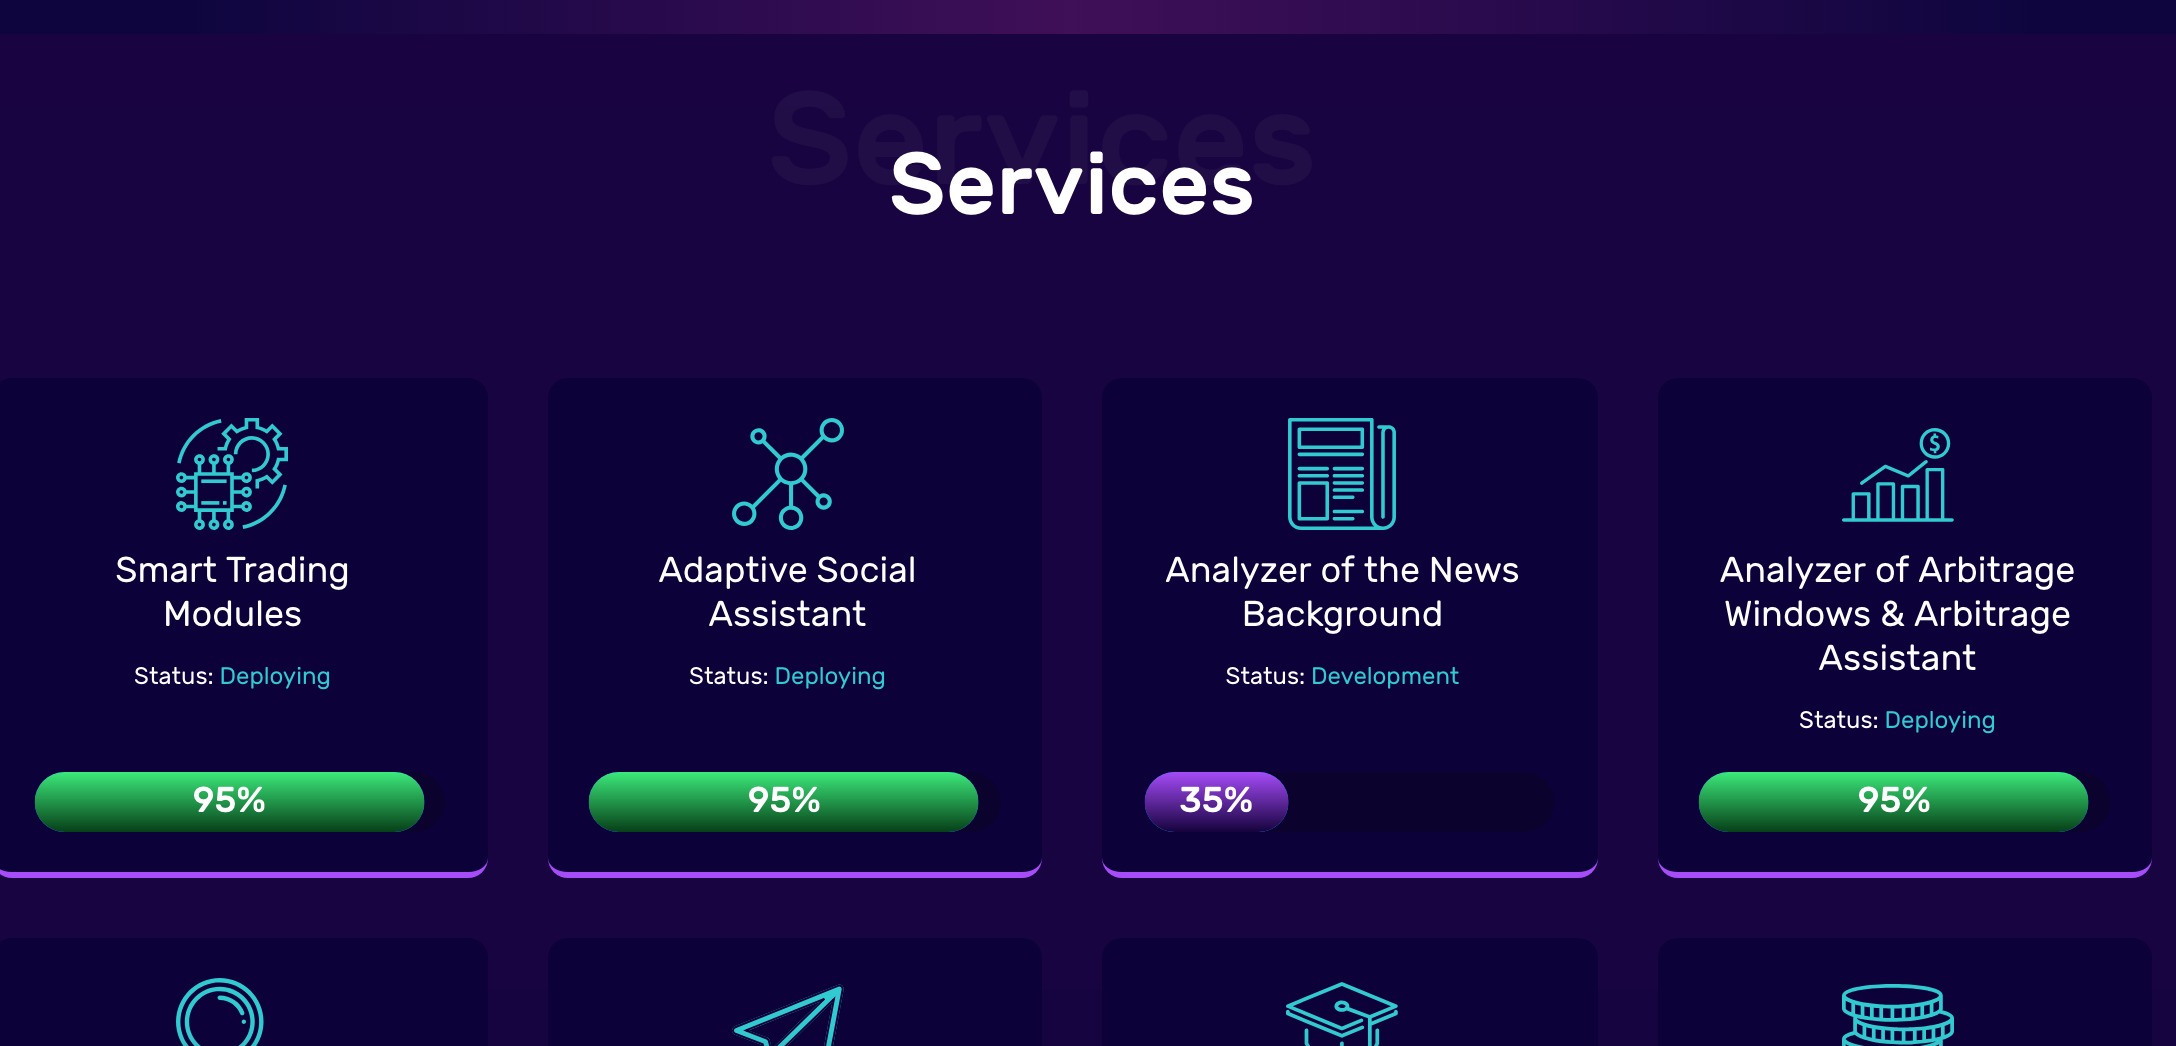 Services
Services
Smart Trading
Modules
Status: Deploying
95%
Adaptive Social
Assistant
Status: Deploying
95%
Analyzer of the News
Background
Status: Development
35%
Analyzer of Arbitrage
Windows & Arbitrage
Assistant
Status: Deploying
95%